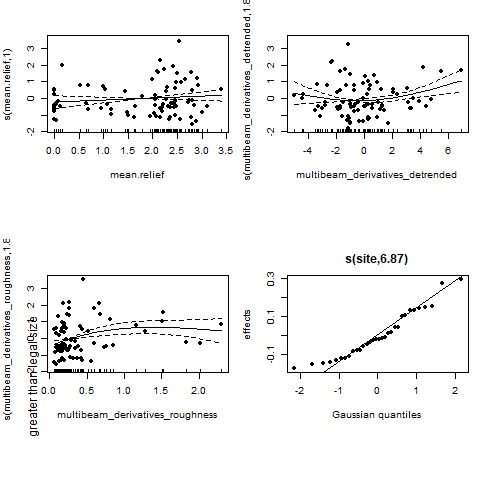 s(mean.relief,1)
3
2
1
0
-2
0.0 0.5 1.0 1.5 2.0 2.5 3.0 3.5
mean.relief
s(multibeam_derivatives_detrended,1.8
3
2
1
0
-2
-4 -2 0 2 4 6
multibeam_derivatives_detrended
s(multibeam_derivatives_roughness,1.8
greater than legal size
3
2
1
0
-2
0.0 0.5 1.0 1.5 2.0
multibeam_derivatives_roughness
s(site,6.87)
effects
0.3
0.1
-0.1
-2 -1 0 1 2
Gaussian quantiles